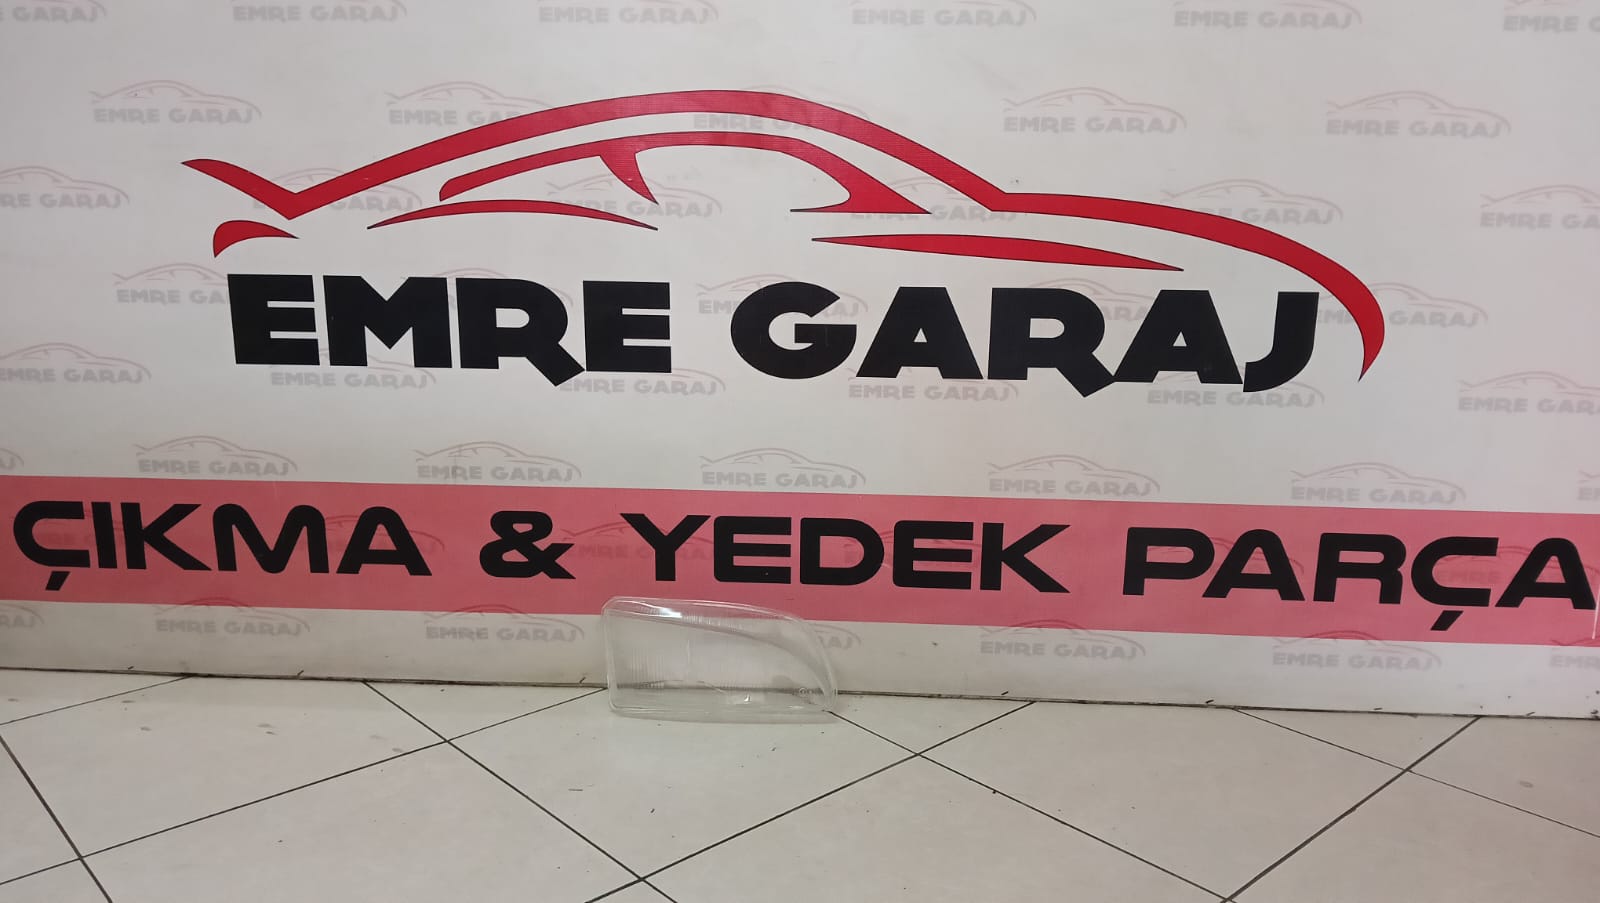 EMRE GARAJ
ÇIKMA & YEDEK PARÇA